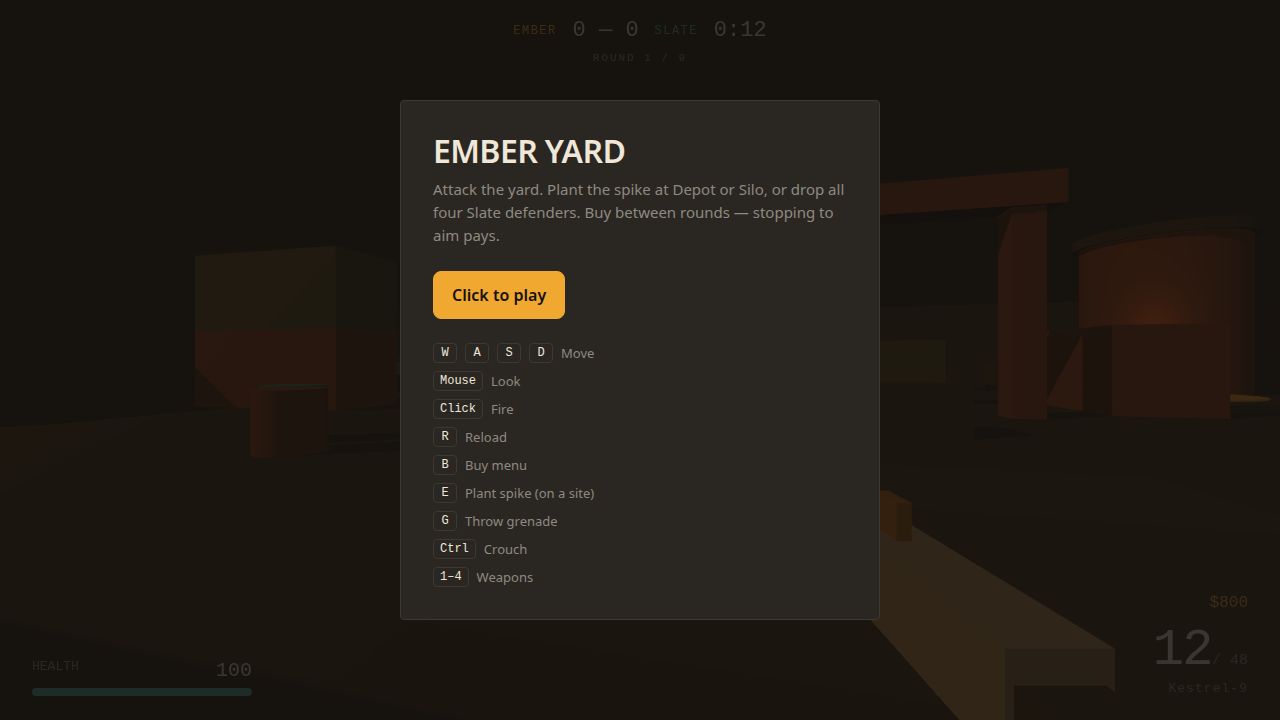 EMBER 0 — 0 SLATE 0:12
ROUND 1 / 9
EMBER YARD
Attack the yard. Plant the spike at Depot or Silo, or drop all
four Slate defenders. Buy between rounds — stopping to
aim pays.
Click to play
W A S D Move
Mouse Look
Click Fire
R Reload
B Buy menu
E Plant spike (on a site)
G Throw grenade
Ctrl Crouch
1–4 Weapons
HEALTH 100
$800
12 / 48
Kestrel-9